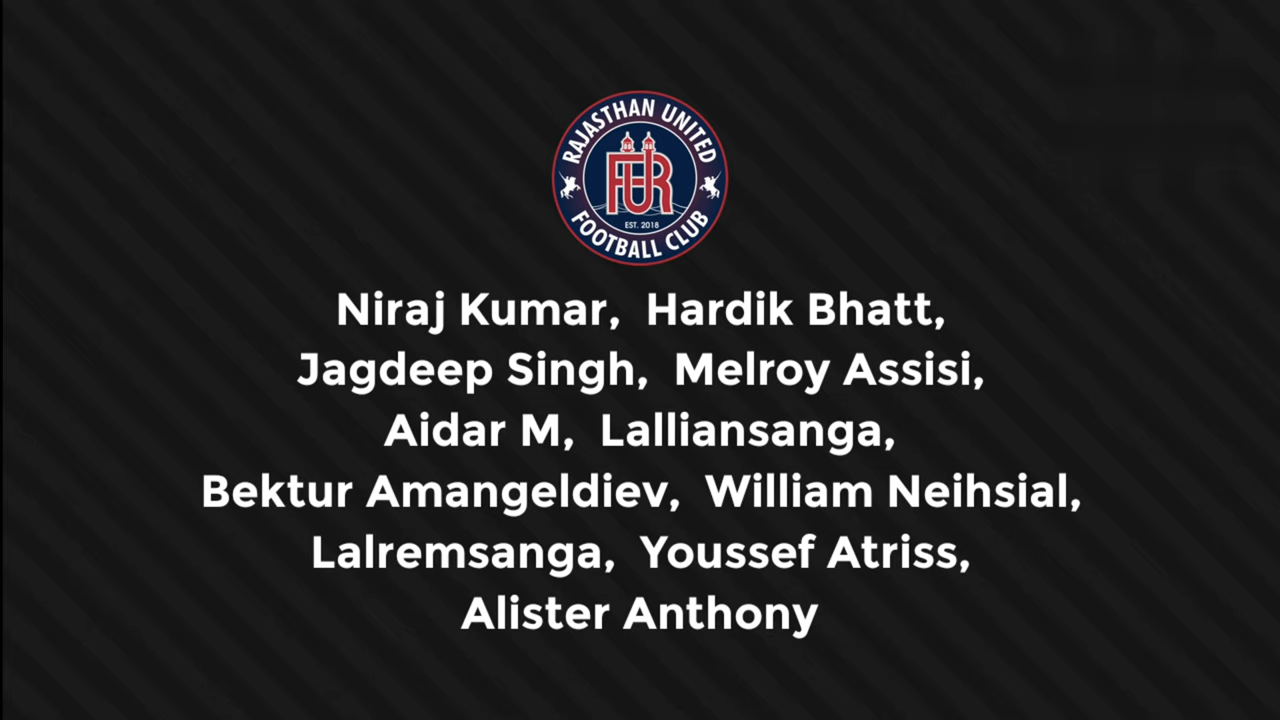 RAJASTHAN UNITED
FUR
EST. 2018
FOOTBALL CLUB
Niraj Kumar, Hardik Bhatt,
Jagdeep Singh, Melroy Assisi,
Aidar M, Lalliansanga,
Bektur Amangeldiev, William Neihsial,
Lalremsanga, Youssef Atriss,
Alister Anthony